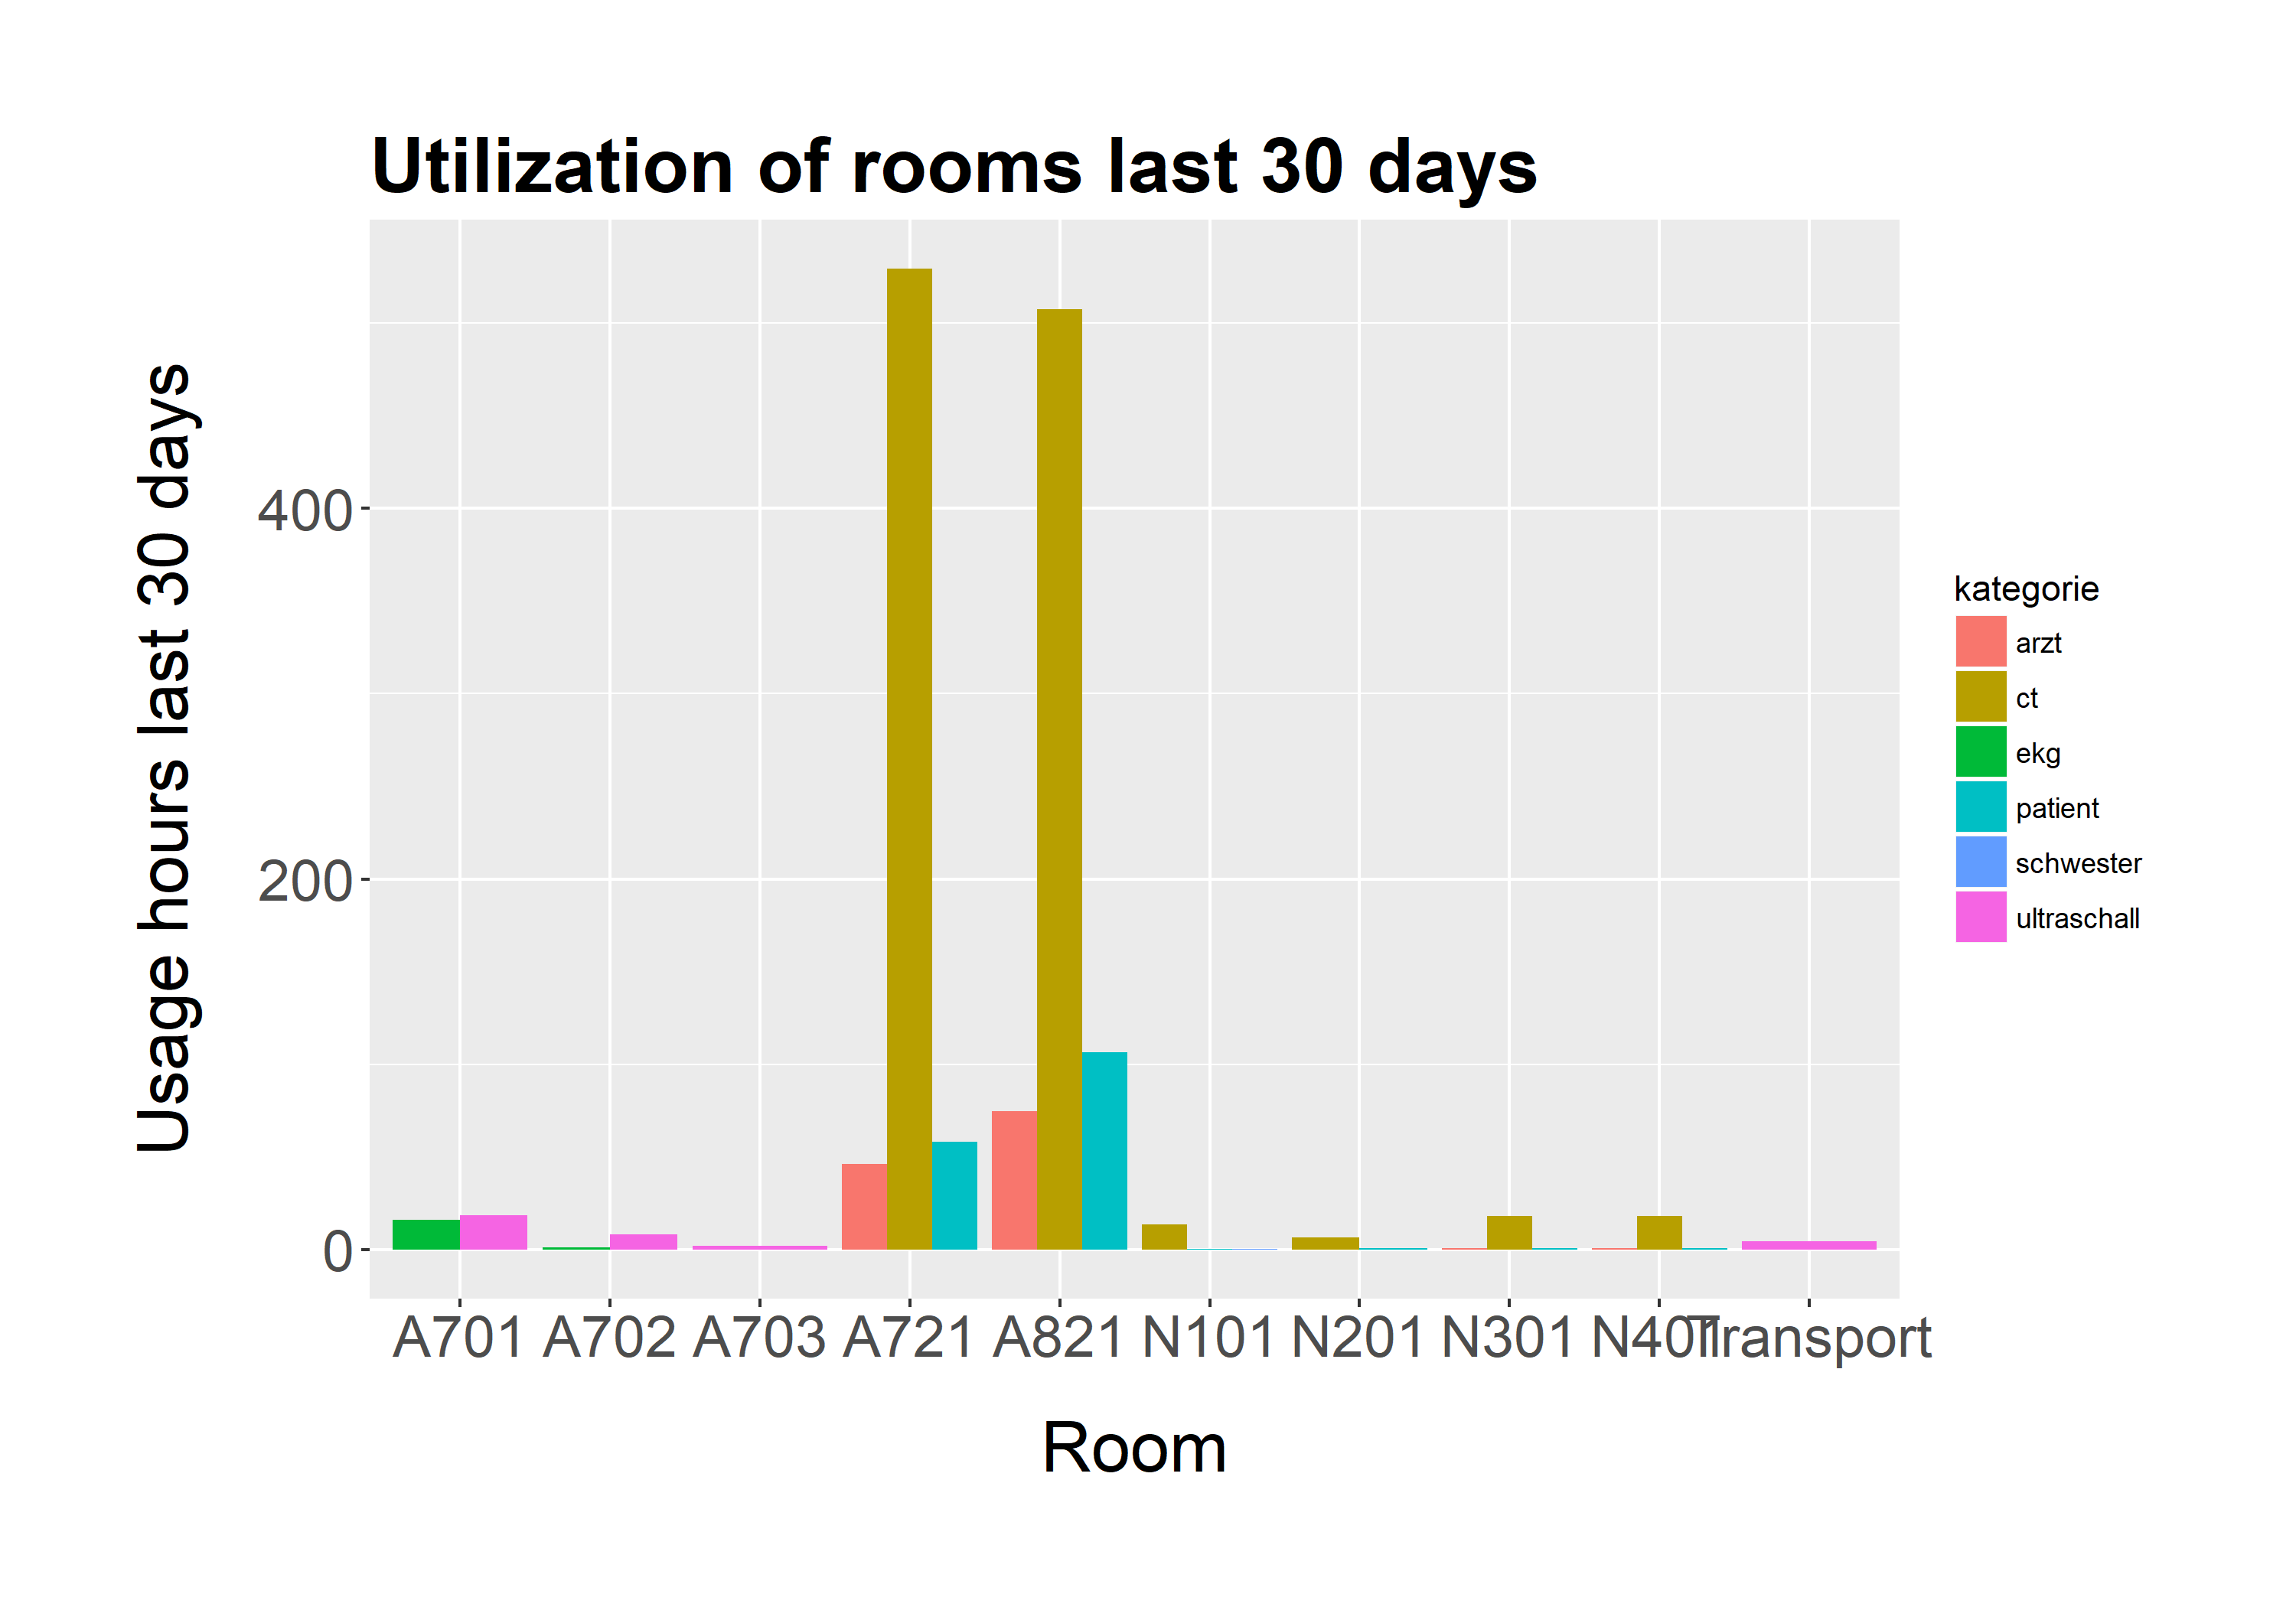 Utilization of rooms last 30 days
Usage hours last 30 days
400
200
0
A701 A702 A703 A721 A821 N101 N201 N301 N401 Transport
Room
kategorie
arzt
ct
ekg
patient
schwester
ultraschall